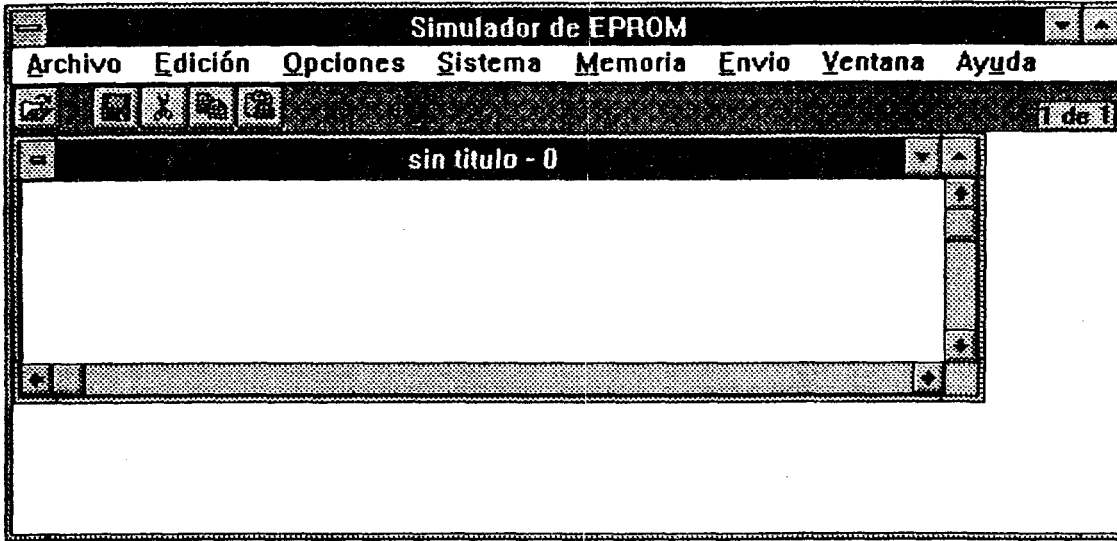 Simulador de EPROM
Archivo Edición Opciones Sistema Memoria Envio Ventana Ayuda
1 de 1
sin titulo - 0